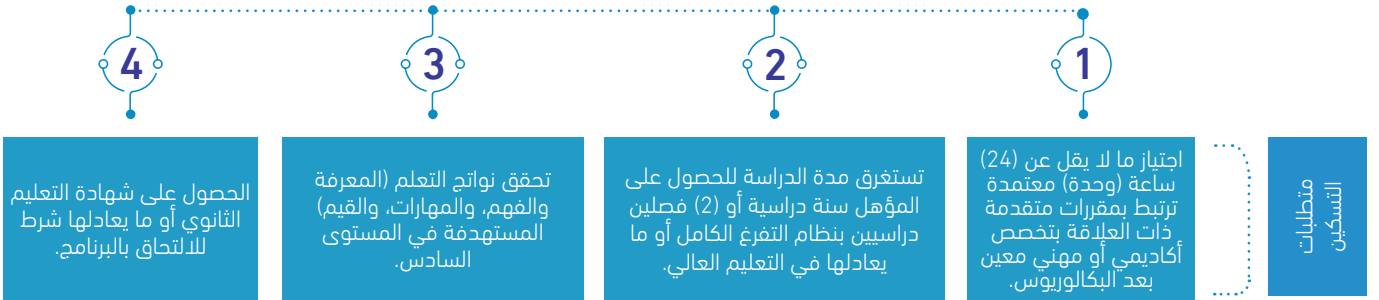 متطلبات
التسكين
1
اجتياز ما لا يقل عن (24)
ساعة (وحدة) معتمدة
ترتبط بمقررات متقدمة
ذات العلاقة بتخصص
أكاديمي أو مهني معين
بعد البكالوريوس.
2
تستغرق مدة الدراسة للحصول على
المؤهل سنة دراسية أو (2) فصلين
دراسيين بنظام التفرغ الكامل أو ما
يعادلها في التعليم العالي.
3
تحقق نواتج التعلم (المعرفة
والفهم، والمهارات، والقيم)
المستهدفة في المستوى
السادس.
4
الحصول على شهادة التعليم
الثانوي أو ما يعادلها شرط
للالتحاق بالبرنامج.